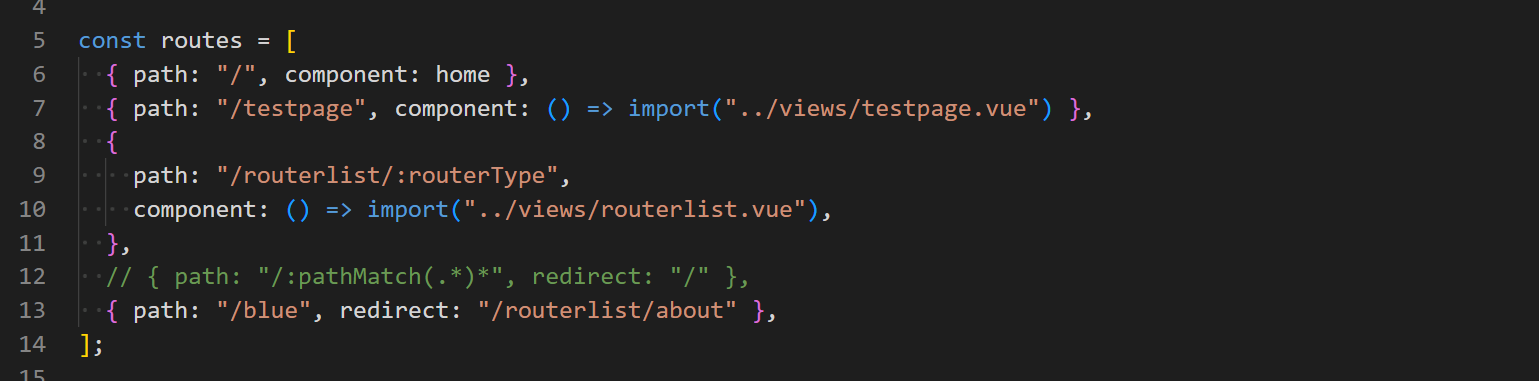 4
5 const routes = [
6   { path: "/", component: home },
7   { path: "/testpage", component: () => import("../views/testpage.vue") },
8   {
9     path: "/routerlist/:routerType",
10     component: () => import("../views/routerlist.vue"),
11   },
12   // { path: "/:pathMatch(.*)*", redirect: "/" },
13   { path: "/blue", redirect: "/routerlist/about" },
14 ];
15